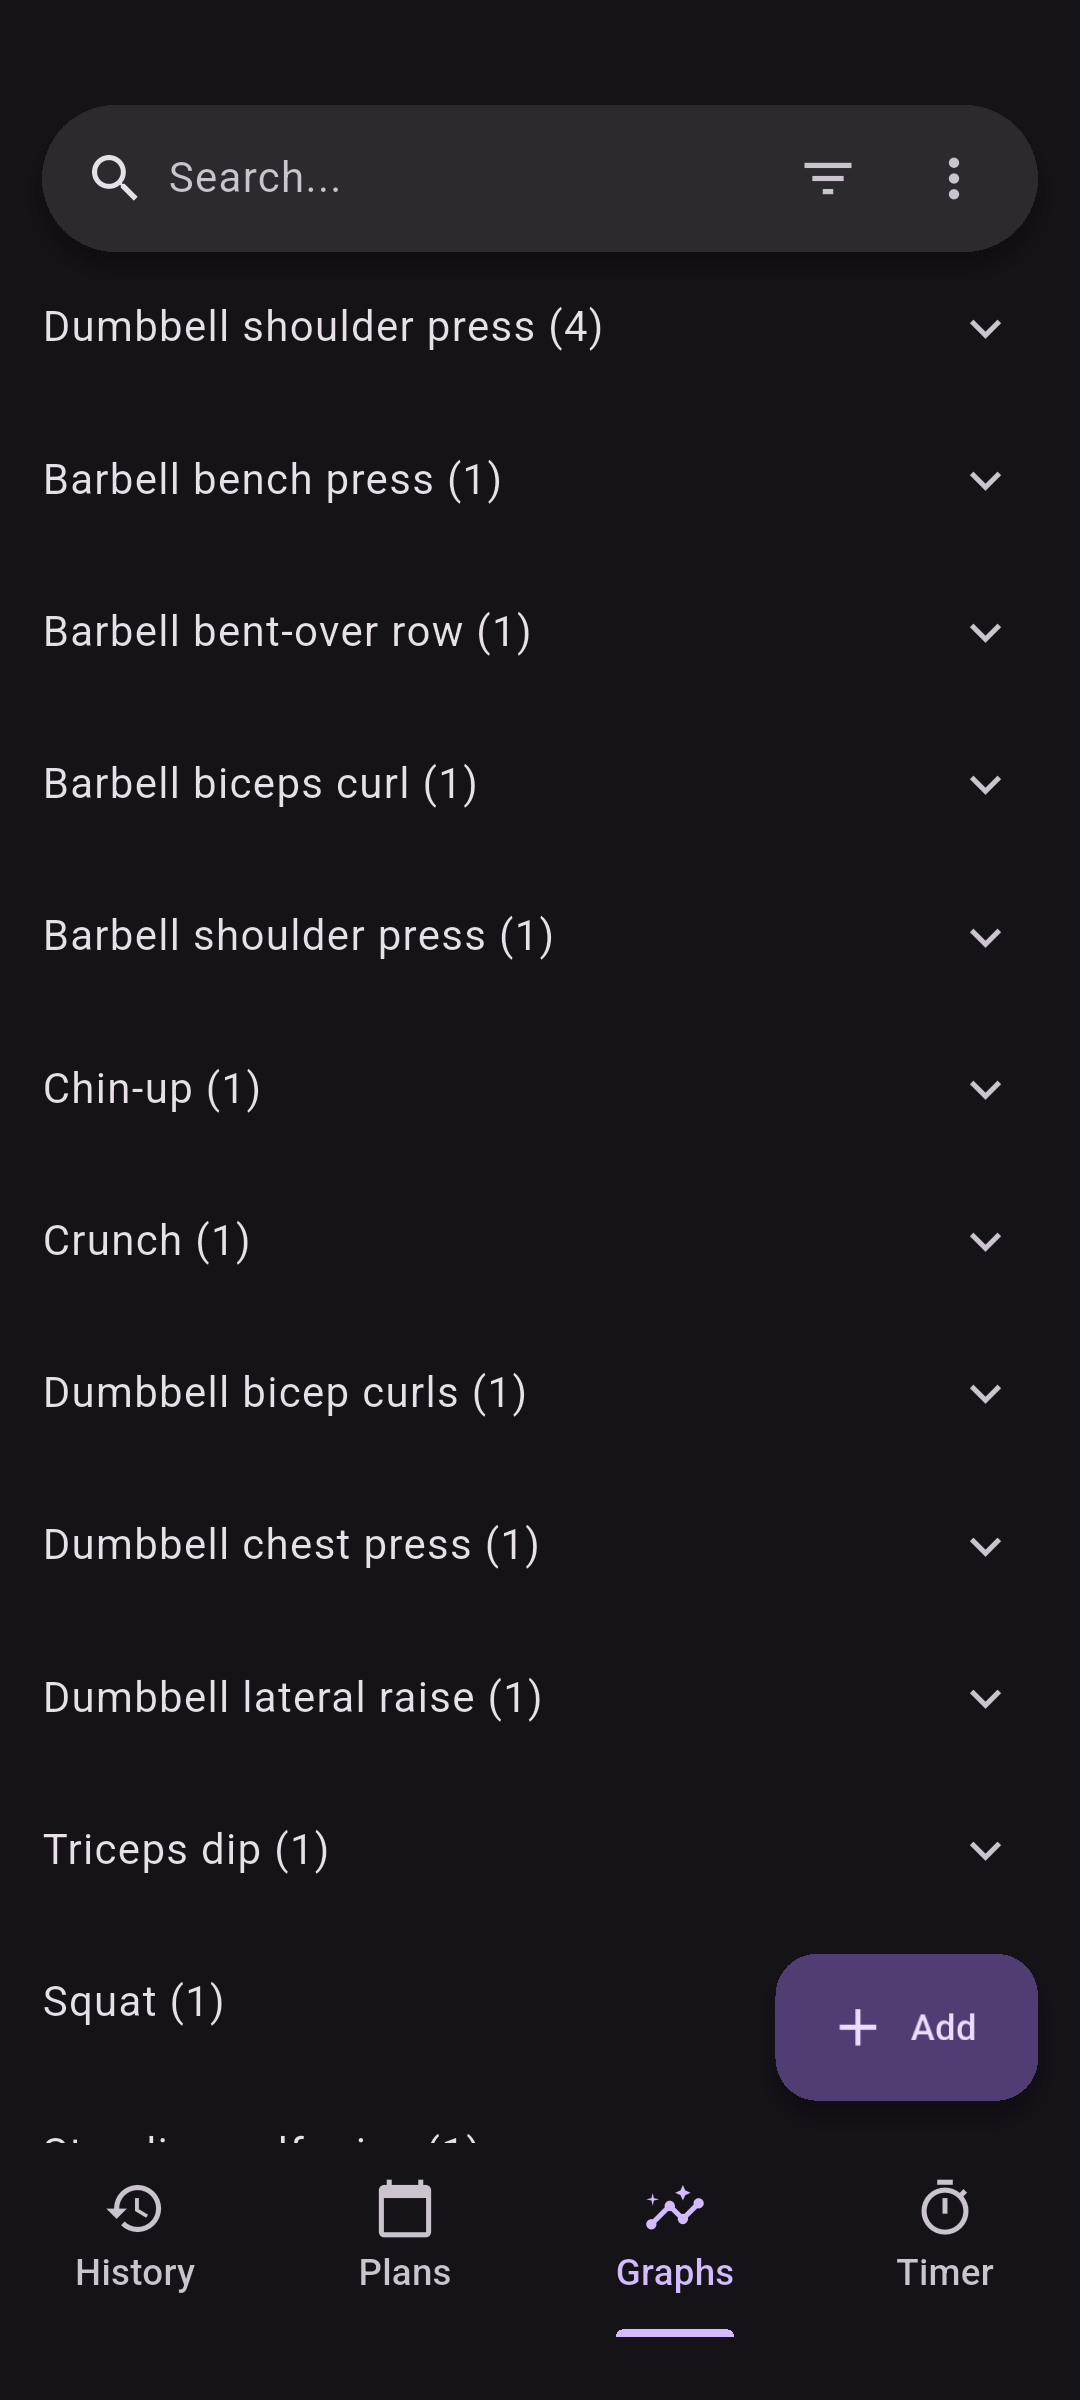 Search...
Dumbbell shoulder press (4)
Barbell bench press (1)
Barbell bent-over row (1)
Barbell biceps curl (1)
Barbell shoulder press (1)
Chin-up (1)
Crunch (1)
Dumbbell bicep curls (1)
Dumbbell chest press (1)
Dumbbell lateral raise (1)
Triceps dip (1)
Squat (1)
Add
(1)
History
Plans
Graphs
Timer